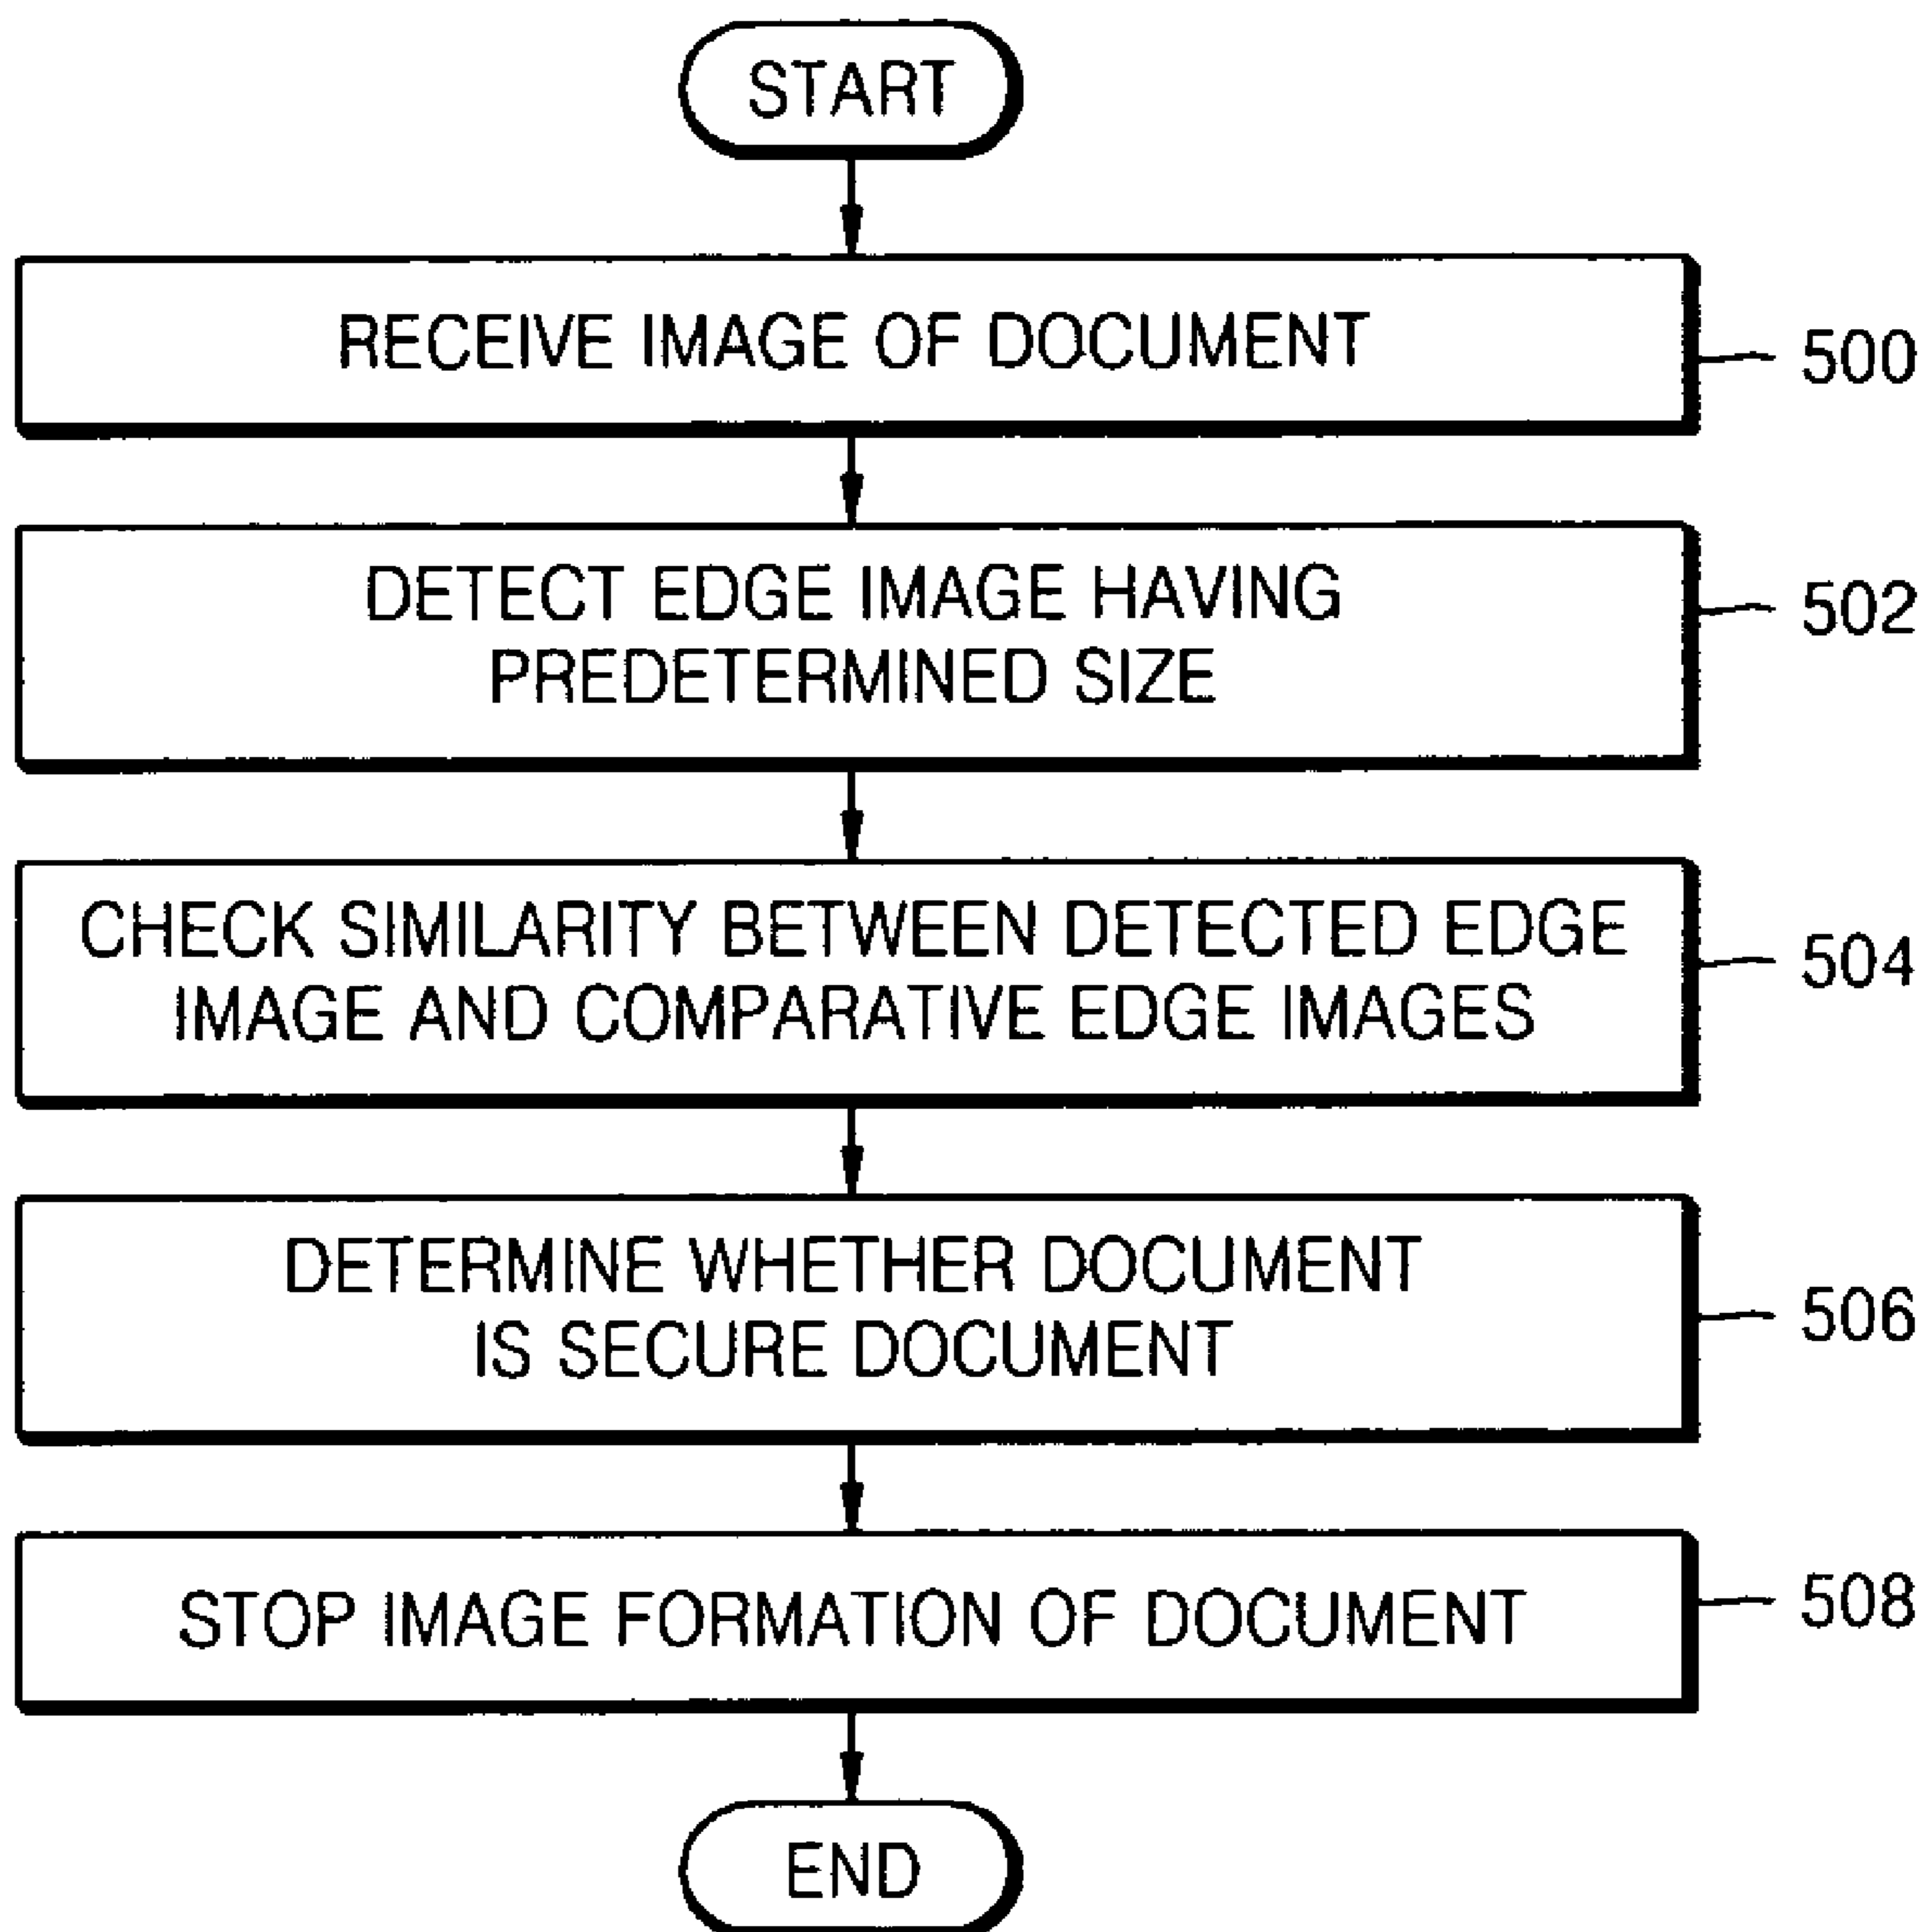 START
RECEIVE IMAGE OF DOCUMENT
500
DETECT EDGE IMAGE HAVING
PREDETERMINED SIZE
502
CHECK SIMILARITY BETWEEN DETECTED EDGE
IMAGE AND COMPARATIVE EDGE IMAGES
504
DETERMINE WHETHER DOCUMENT
IS SECURE DOCUMENT
506
STOP IMAGE FORMATION OF DOCUMENT
508
END